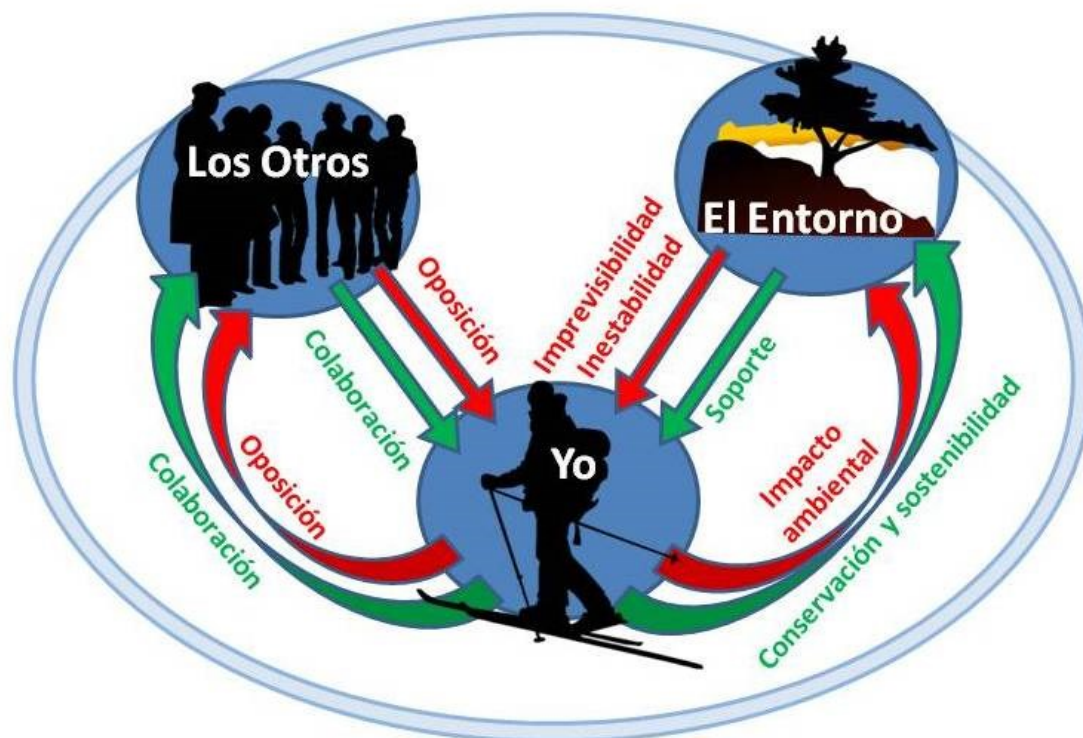 Los Otros
El Entorno
Oposición
Colaboración
Imprevisibilidad
Inestabilidad
Soporte
Yo
Oposición
Colaboración
Impacto
ambiental
Conservación y sostenibilidad